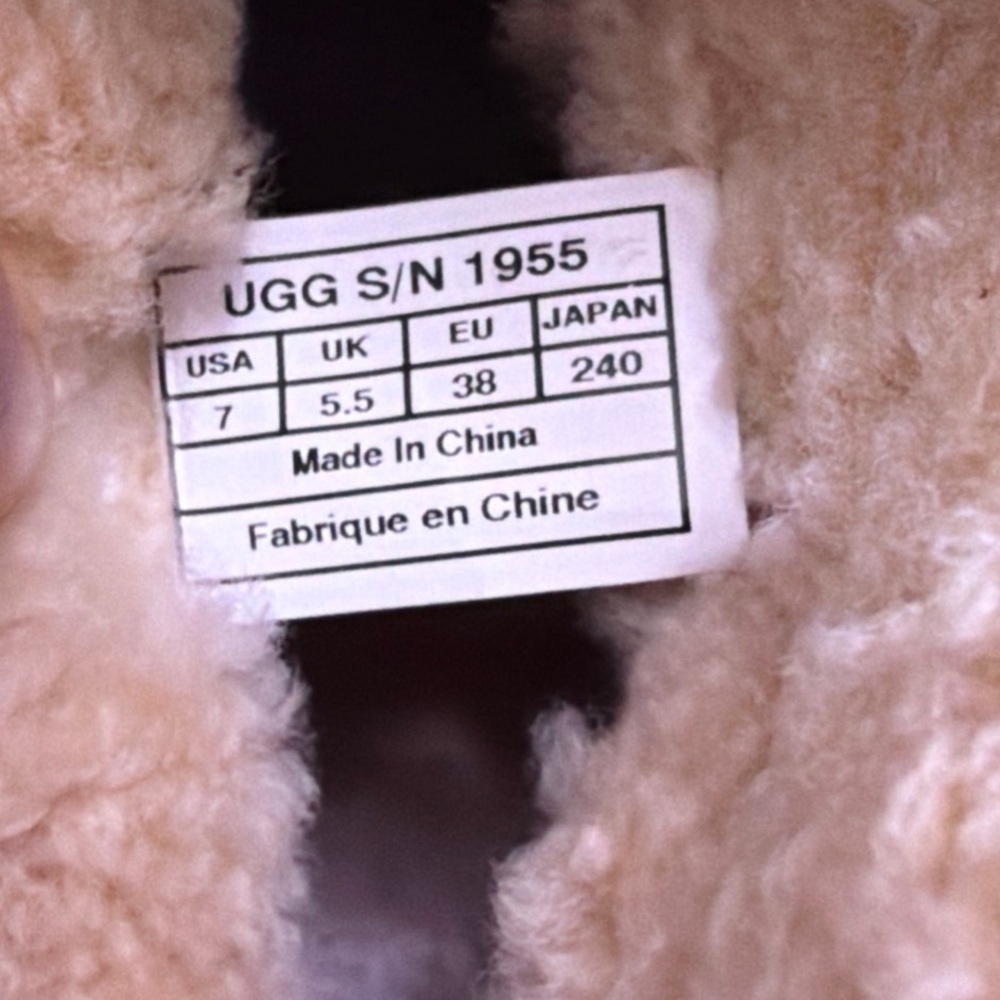 UGG S/N 1955
USA UK EU JAPAN
7 5.5 38 240
Made In China
Fabrique en Chine